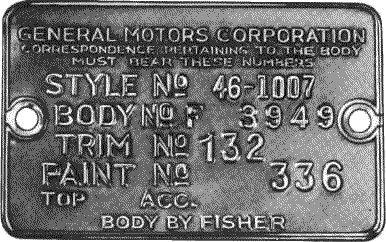 GENERAL MOTORS CORPORATION
CORRESPONDENCE PERTAINING TO THE BODY
MUST BEAR THESE NUMBERS
STYLE Nº 46-1007
BODY Nº F 3949
TRIM Nº 132
PAINT Nº 336
TOP ACC.
BODY BY FISHER